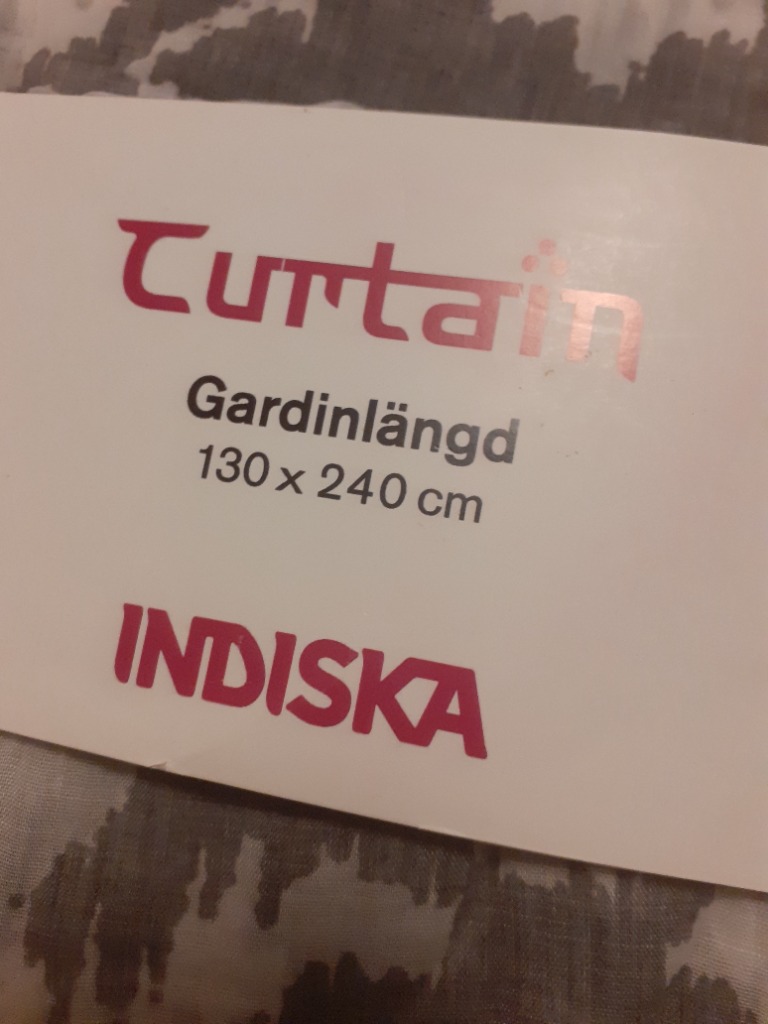 Curtain
Gardinlängd
130 x 240 cm
INDISKA